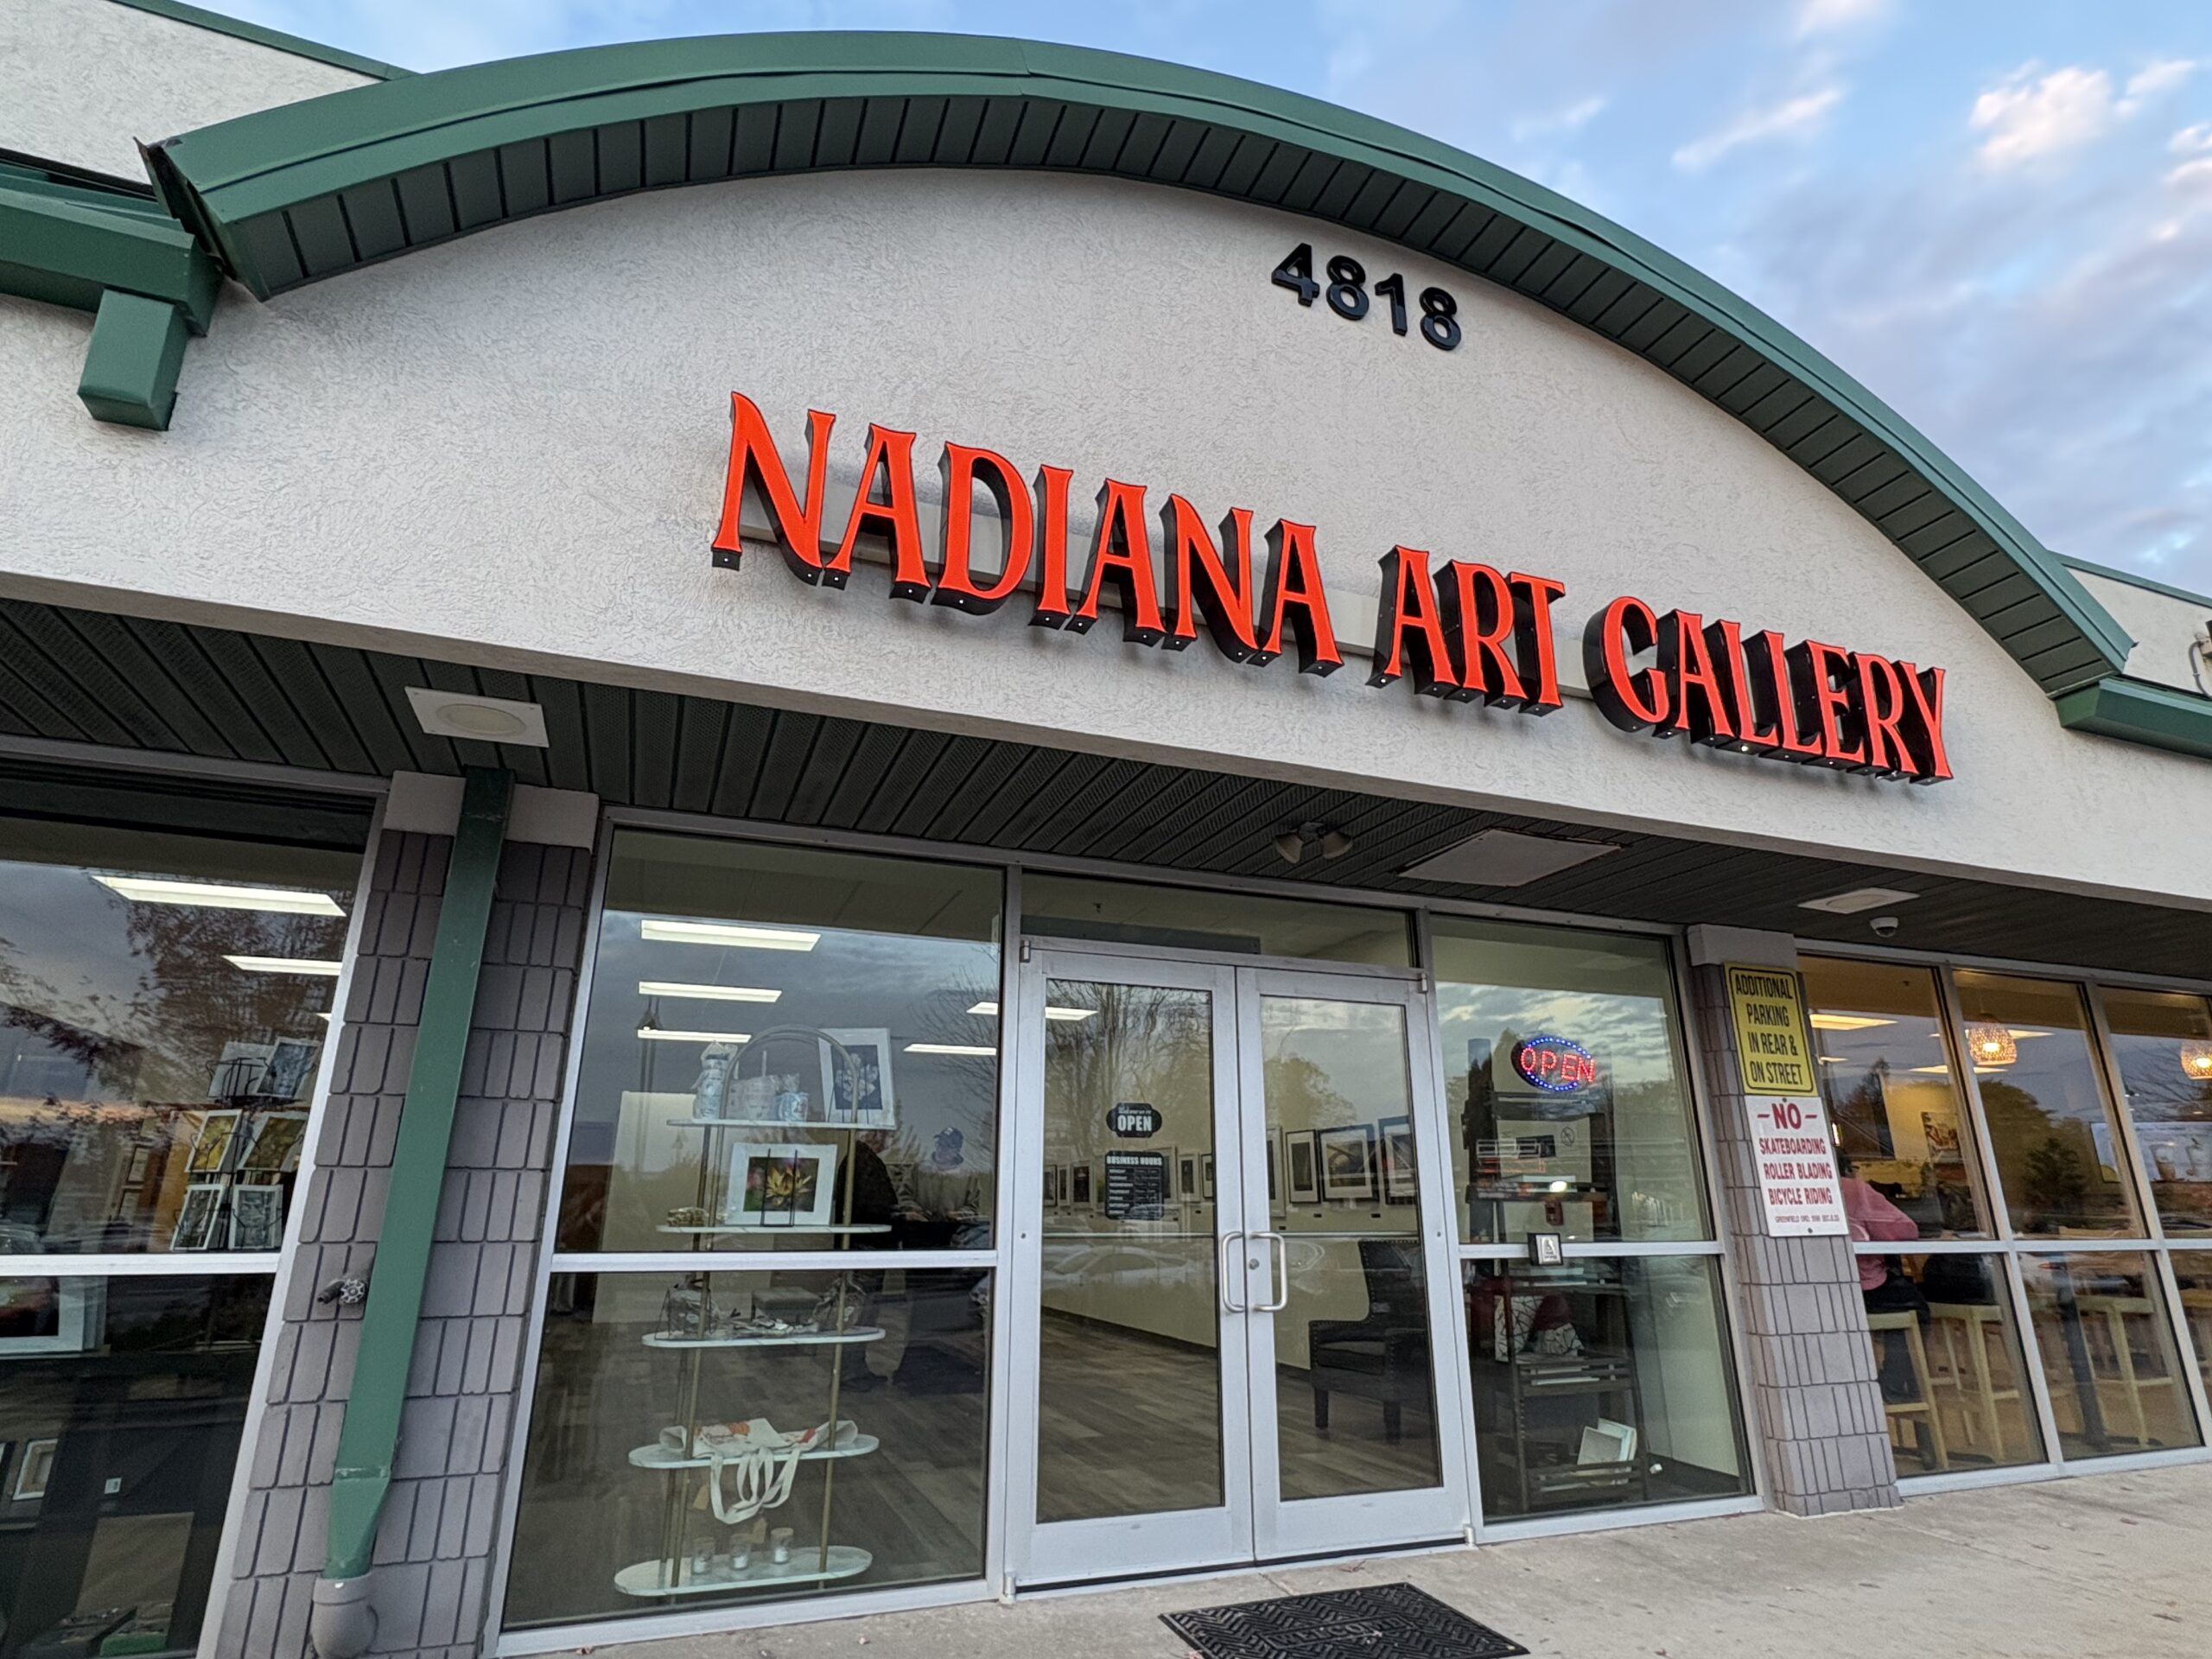 4818
NADIANA ART GALLERY
OPEN
BUSINESS HOURS
OPEN
ADDITIONAL
PARKING
IN REAR &
ON STREET
-NO-
SKATEBOARDING
ROLLER BLADING
BICYCLE RIDING
WELCOME